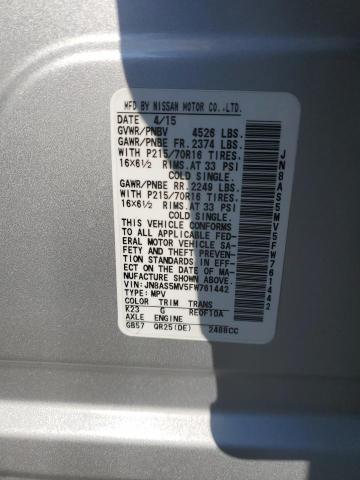 MFD BY NISSAN MOTOR CO.,LTD.
DATE 4/15
GVWR/PNBV 4526 LBS.
GAWR/PNBE FR. 2374 LBS.
WITH P215/70R16 TIRES,
16X6½ RIMS,AT 33 PSI
COLD SINGLE.
GAWR/PNBE RR. 2249 LBS.
WITH P215/70R16 TIRES,
16X6½ RIMS,AT 33 PSI
COLD SINGLE.
THIS VEHICLE CONFORMS
TO ALL APPLICABLE FED-
ERAL MOTOR VEHICLE SA-
FETY AND THEFT PREVEN-
TION STANDARDS IN EFF-
ECT ON THE DATE OF MA-
NUFACTURE SHOWN ABOVE.
VIN:JN8AS5MV5FW761442
TYPE:MPV
COLOR TRIM TRANS
K23 G RE0F10A
AXLE ENGINE
GB57 QR25(DE) 2488CC
JN8AS5MV5FW761442